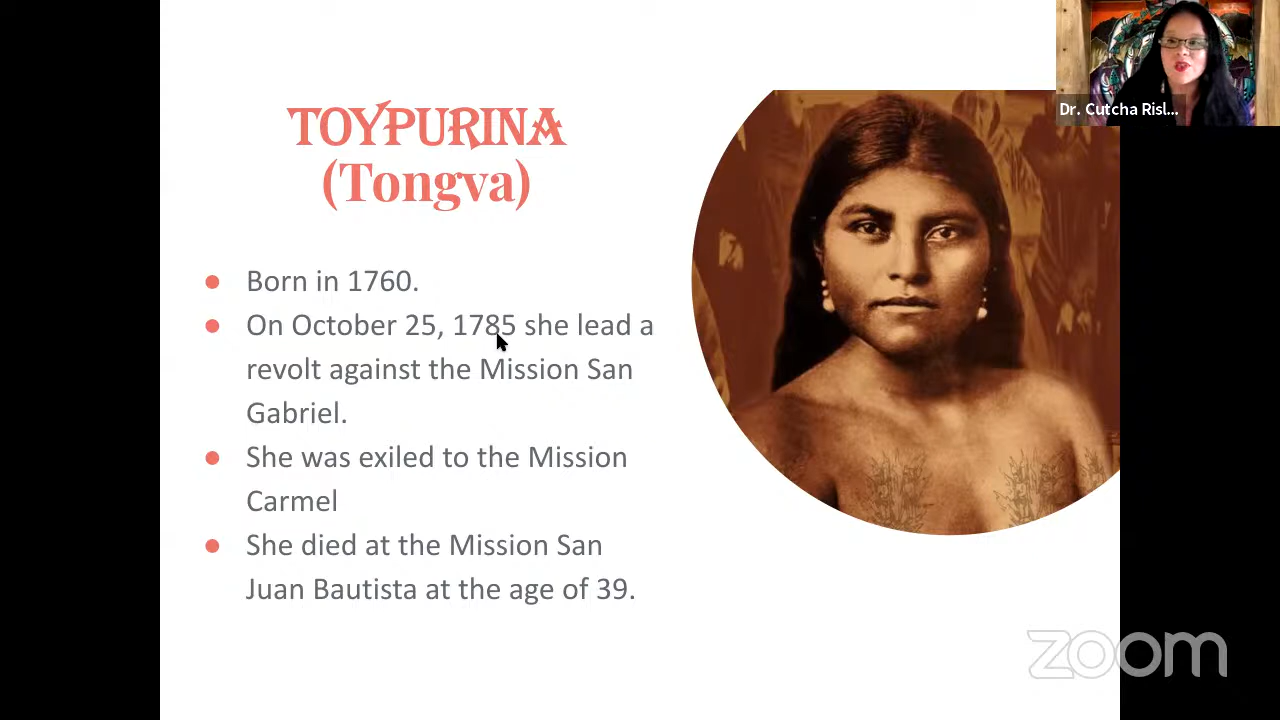 TOYPURINA
(Tongva)
Dr. Cutcha Risl...
● Born in 1760.
● On October 25, 1785 she lead a
revolt against the Mission San
Gabriel.
● She was exiled to the Mission
Carmel
● She died at the Mission San
Juan Bautista at the age of 39.
zoom